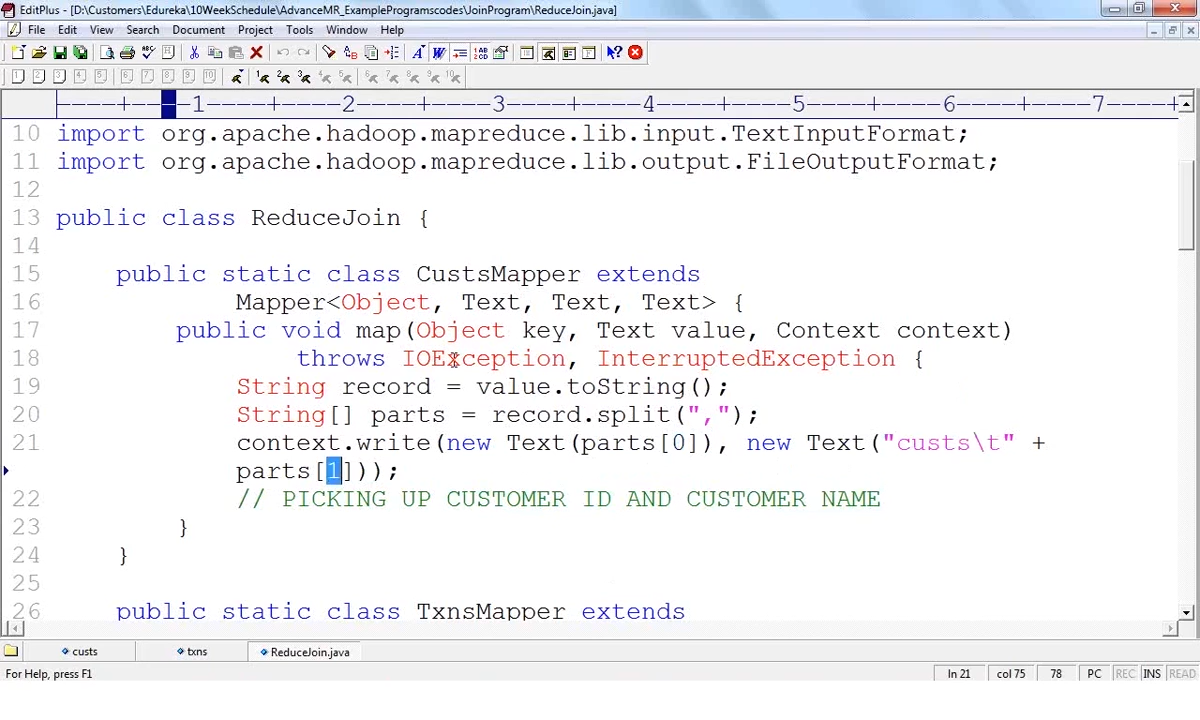 EditPlus - [D:\Customers\Edureka\10WeekSchedule\AdvanceMR_ExampleProgramscodes\JoinProgram\ReduceJoin.java]
File Edit View Search Document Project Tools Window Help
----+----1----+----2----+----3----+----4----+----5----+----6----+----7----+
10 import org.apache.hadoop.mapreduce.lib.input.TextInputFormat;
11 import org.apache.hadoop.mapreduce.lib.output.FileOutputFormat;
12
13 public class ReduceJoin {
14
15 public static class CustsMapper extends
16 Mapper<Object, Text, Text, Text> {
17 public void map(Object key, Text value, Context context)
18 throws IOException, InterruptedException {
19 String record = value.toString();
20 String[] parts = record.split(",");
21 context.write(new Text(parts[0]), new Text("custs\t" +
parts[1]));
22 // PICKING UP CUSTOMER ID AND CUSTOMER NAME
23 }
24 }
25
26 public static class TxnsMapper extends
custs txns ReduceJoin.java
For Help, press F1 ln 21 col 75 78 PC REC INS READ